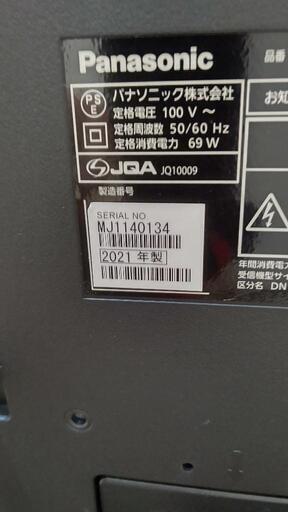 Panasonic
品番
PS
E
パナソニック株式会社
定格電圧 100 V ～
定格周波数 50/60 Hz
定格消費電力 69 W
お知
JQA JQ10009
製造番号
SERIAL NO
MJ1140134
2021 年製
年間消費電力
受信機型サイ
区分名 DN